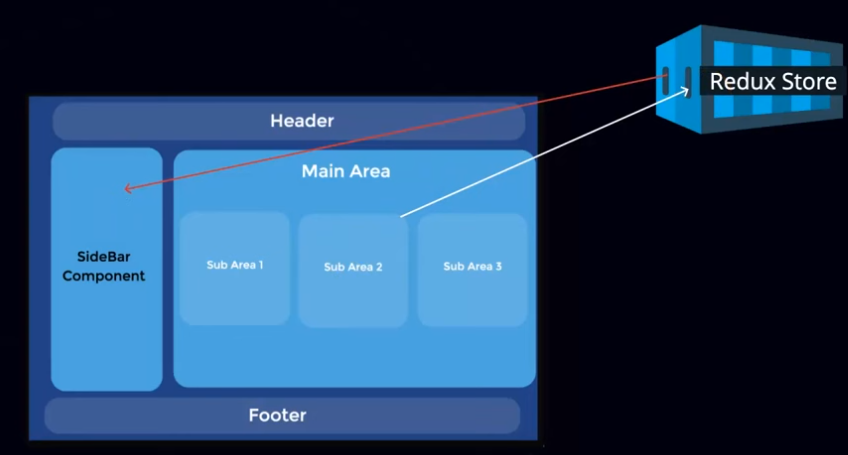 Redux Store
Header
Main Area
SideBar
Component
Sub Area 1
Sub Area 2
Sub Area 3
Footer